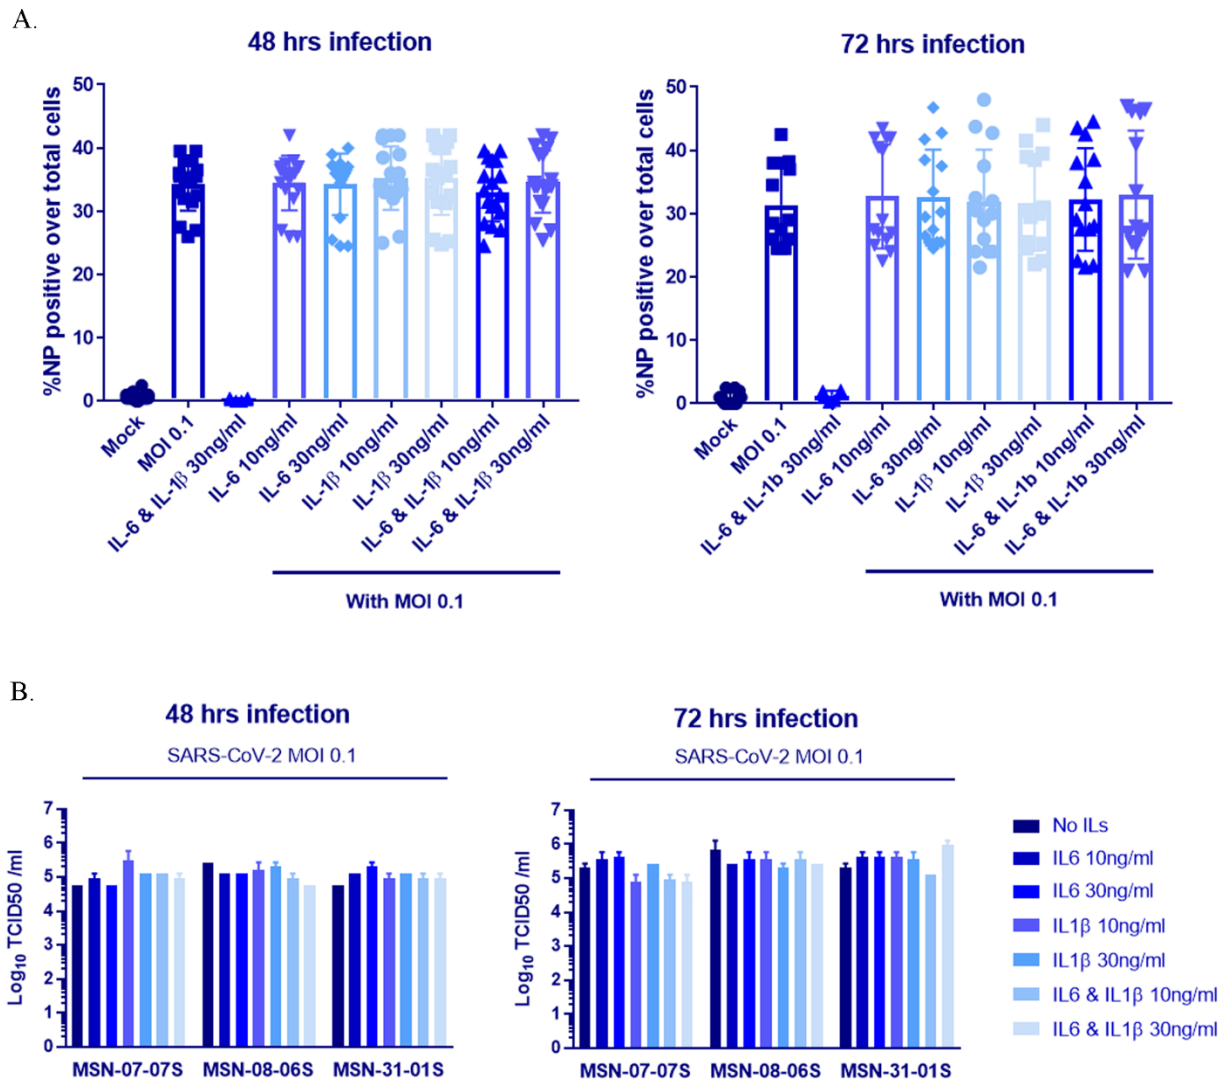 A.
48 hrs infection
%NP positive over total cells
50
40
30
20
10
0
Mock
MOI 0.1
IL-6 & IL-1β 30ng/ml
IL-6 10ng/ml
IL-6 30ng/ml
IL-1β 10ng/ml
IL-1β 30ng/ml
IL-6 & IL-1β 10ng/ml
IL-6 & IL-1β 30ng/ml
With MOI 0.1
72 hrs infection
%NP positive over total cells
50
40
30
20
10
0
Mock
MOI 0.1
IL-6 & IL-1b 30ng/ml
IL-6 10ng/ml
IL-6 30ng/ml
IL-1β 10ng/ml
IL-1β 30ng/ml
IL-6 & IL-1b 10ng/ml
IL-6 & IL-1b 30ng/ml
With MOI 0.1
B.
48 hrs infection
SARS-CoV-2 MOI 0.1
Log10 TCID50 /ml
7
6
5
4
3
2
1
0
MSN-07-07S MSN-08-06S MSN-31-01S
72 hrs infection
SARS-CoV-2 MOI 0.1
Log10 TCID50 /ml
7
6
5
4
3
2
1
0
MSN-07-07S MSN-08-06S MSN-31-01S
No ILs
IL6 10ng/ml
IL6 30ng/ml
IL1β 10ng/ml
IL1β 30ng/ml
IL6 & IL1β 10ng/ml
IL6 & IL1β 30ng/ml